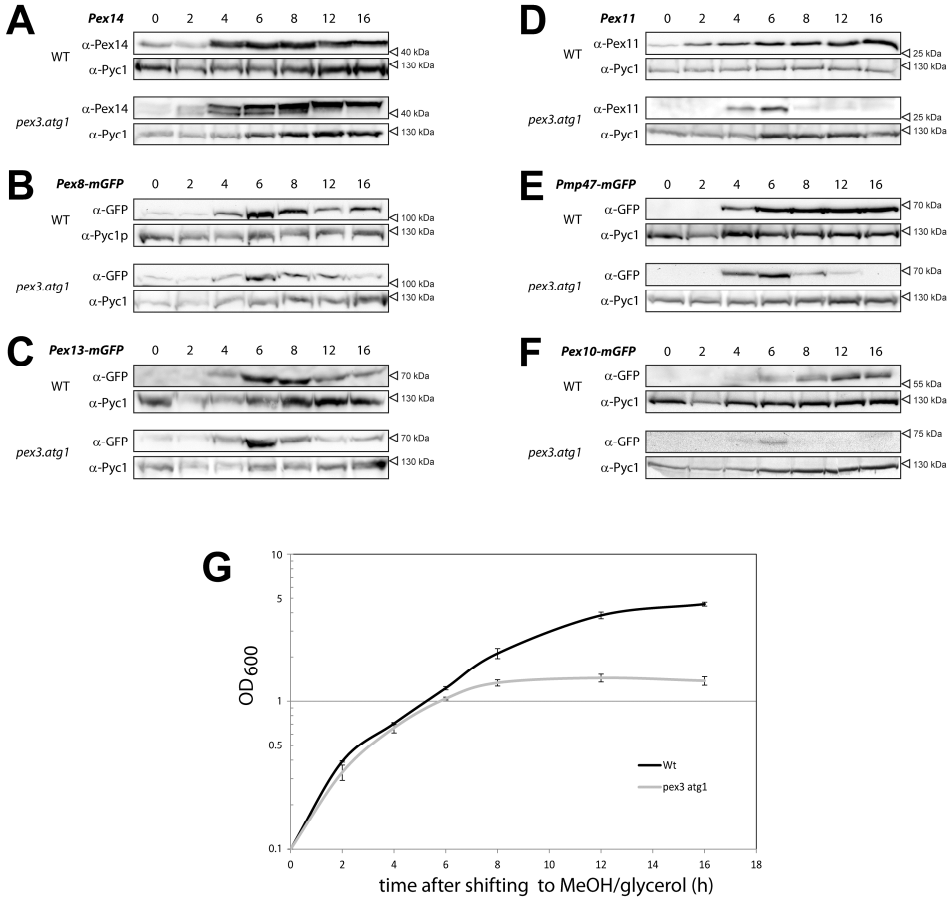 A
Pex14 0 2 4 6 8 12 16
WT
α-Pex14
40 kDa
α-Pyc1
130 kDa
pex3.atg1
α-Pex14
40 kDa
α-Pyc1
130 kDa
B
Pex8-mGFP 0 2 4 6 8 12 16
WT
α-GFP
100 kDa
α-Pyc1p
130 kDa
pex3.atg1
α-GFP
100 kDa
α-Pyc1
130 kDa
C
Pex13-mGFP 0 2 4 6 8 12 16
WT
α-GFP
70 kDa
α-Pyc1
130 kDa
pex3.atg1
α-GFP
70 kDa
α-Pyc1
130 kDa
D
Pex11 0 2 4 6 8 12 16
WT
α-Pex11
25 kDa
α-Pyc1
130 kDa
pex3.atg1
α-Pex11
25 kDa
α-Pyc1
130 kDa
E
Pmp47-mGFP 0 2 4 6 8 12 16
WT
α-GFP
70 kDa
α-Pyc1
130 kDa
pex3.atg1
α-GFP
70 kDa
α-Pyc1
130 kDa
F
Pex10-mGFP 0 2 4 6 8 12 16
WT
α-GFP
55 kDa
α-Pyc1
130 kDa
pex3.atg1
α-GFP
75 kDa
α-Pyc1
130 kDa
G
10
5
1
0.5
0.1
OD600
Wt
pex3 atg1
0 2 4 6 8 10 12 14 16 18
time after shifting to MeOH/glycerol (h)